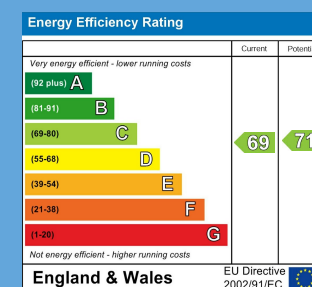 Energy Efficiency Rating
Current
Very energy efficient - lower running costs
(92 plus) A
(81-91) B
(69-80) C
69
71
(55-68) D
(39-54) E
(21-38) F
(1-20) G
Not energy efficient - higher running costs
England & Wales
EU Directive
2002/91/EC